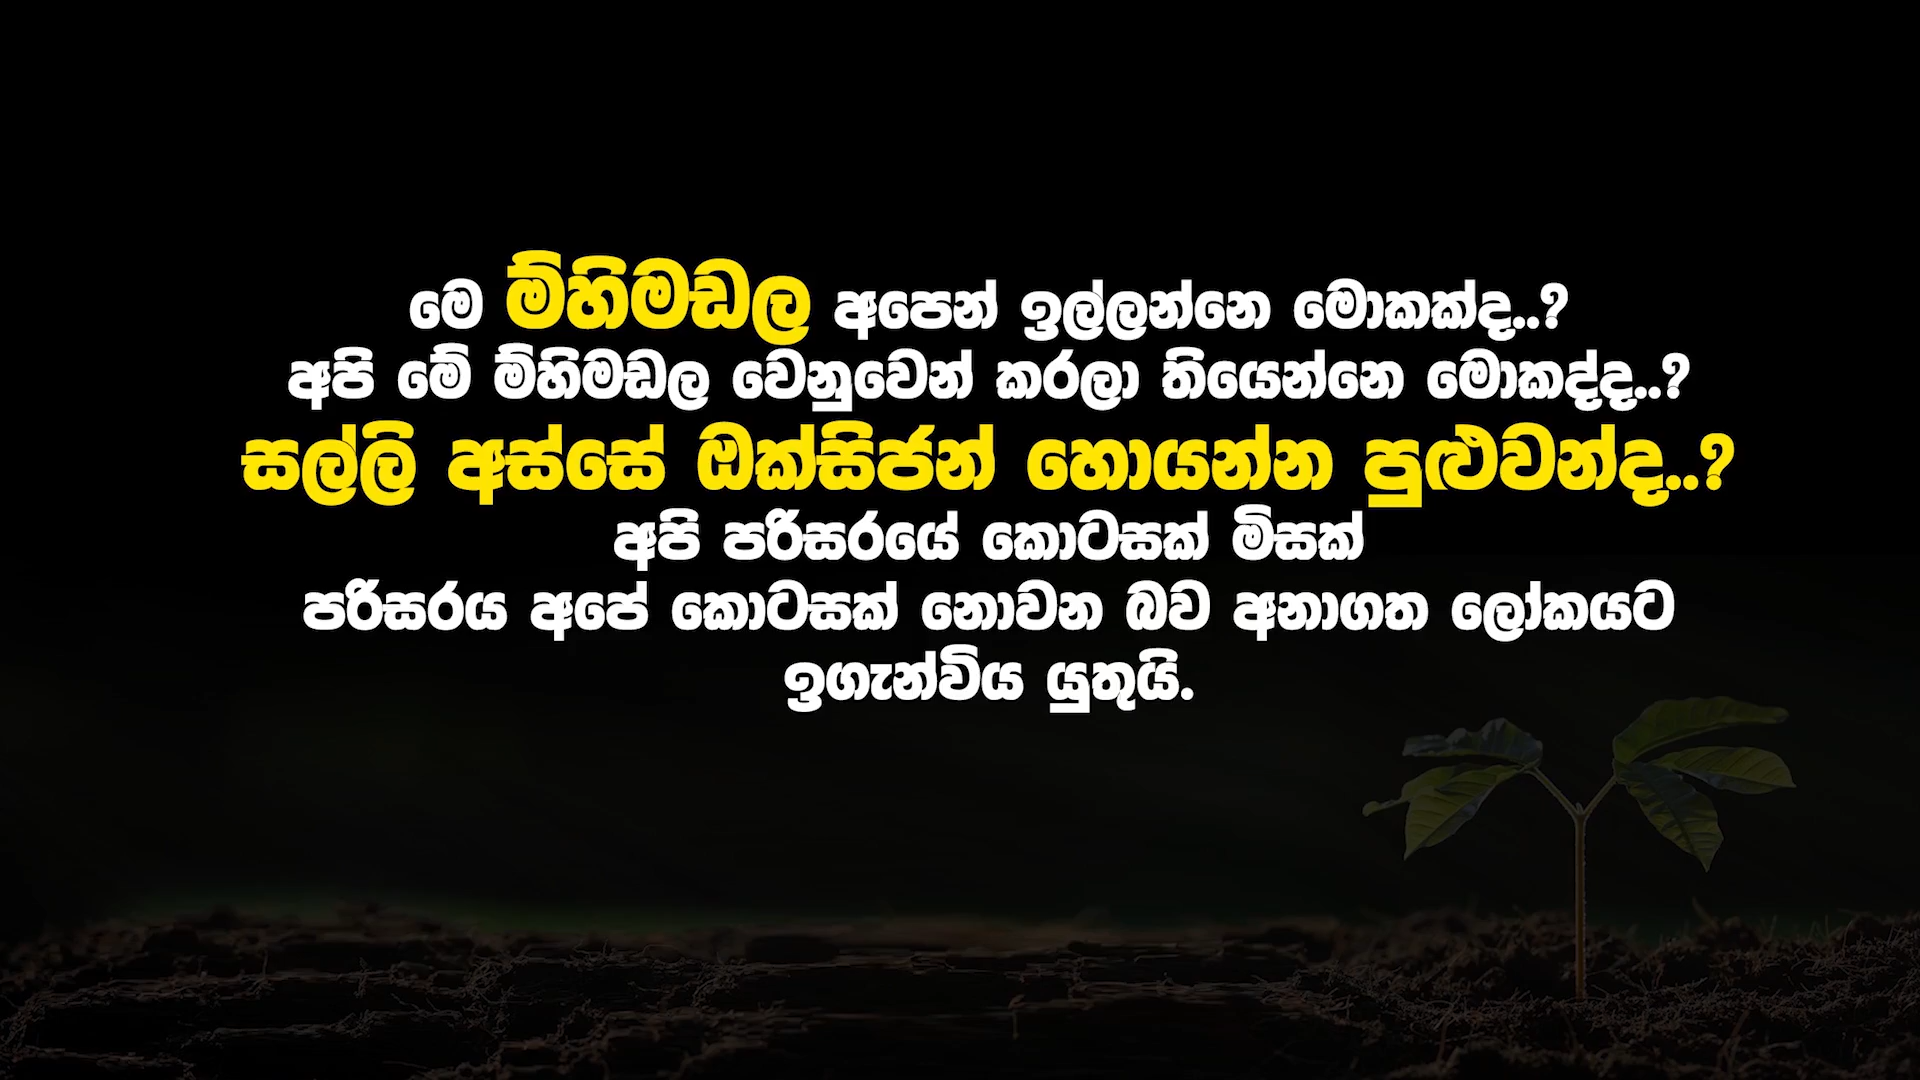 මෙ ම්හිමඩල අපෙන් ඉල්ලන්නෙ මොකක්ද..?
අපි මේ ම්හිමඩල වෙනුවෙන් කරලා තියෙන්නෙ මොකද්ද..?
සල්ලි අස්සේ ඔක්සිජන් හොයන්න පුළුවන්ද..?
අපි පරිසරයේ කොටසක් මිසක්
පරිසරය අපේ කොටසක් නොවන බව අනාගත ලෝකයට
ඉගැන්විය යුතුයි.